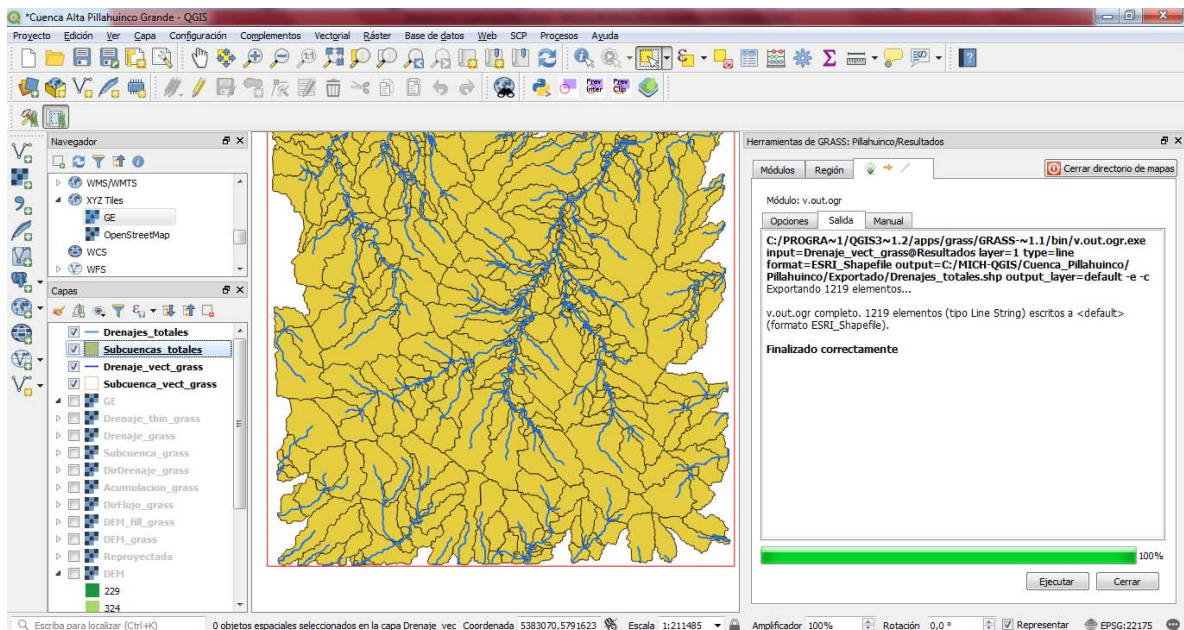 *Cuenca Alta Pillahuinco Grande - QGIS
Proyecto Edición Ver Capa Configuración Complementos Vectorial Ráster Base de datos Web SCP Procesos Ayuda
Prev Inter
Prev Clip
Navegador
WMS/WMTS
XYZ Tiles
GE
OpenStreetMap
WCS
WFS
Capas
Drenajes_totales
Subcuencas_totales
Drenaje_vect_grass
Subcuenca_vect_grass
GE
Drenaje_thin_grass
Drenaje_grass
Subcuenca_grass
DirDrenaje_grass
Acumulacion_grass
DirFlujo_grass
DEM_fill_grass
DEM_grass
Reproyectada
DEM
229
324
Herramientas de GRASS: Pillahuinco/Resultados
Módulos Región
Cerrar directorio de mapas
Módulo: v.out.ogr
Opciones Salida Manual
C:/PROGRA~1/QGIS3~1.2/apps/grass/GRASS-~1.1/bin/v.out.ogr.exe
input=Drenaje_vect_grass@Resultados layer=1 type=line
format=ESRI_Shapefile output=C:/MICH-QGIS/Cuenca_Pillahuinco/
Pillahuinco/Exportado/Drenajes_totales.shp output_layer=default -e -c
Exportando 1219 elementos...
v.out.ogr completo. 1219 elementos (tipo Line String) escritos a <default>
(formato ESRI_Shapefile).
Finalizado correctamente
100%
Ejecutar Cerrar
Escriba para localizar (Ctrl+K) 0 objetos espaciales seleccionados en la capa Drenaje_vec Coordenada 5383070,5791623 Escala 1:211485 Amplificador 100% Rotación 0,0 ° Representar EPSG:22175